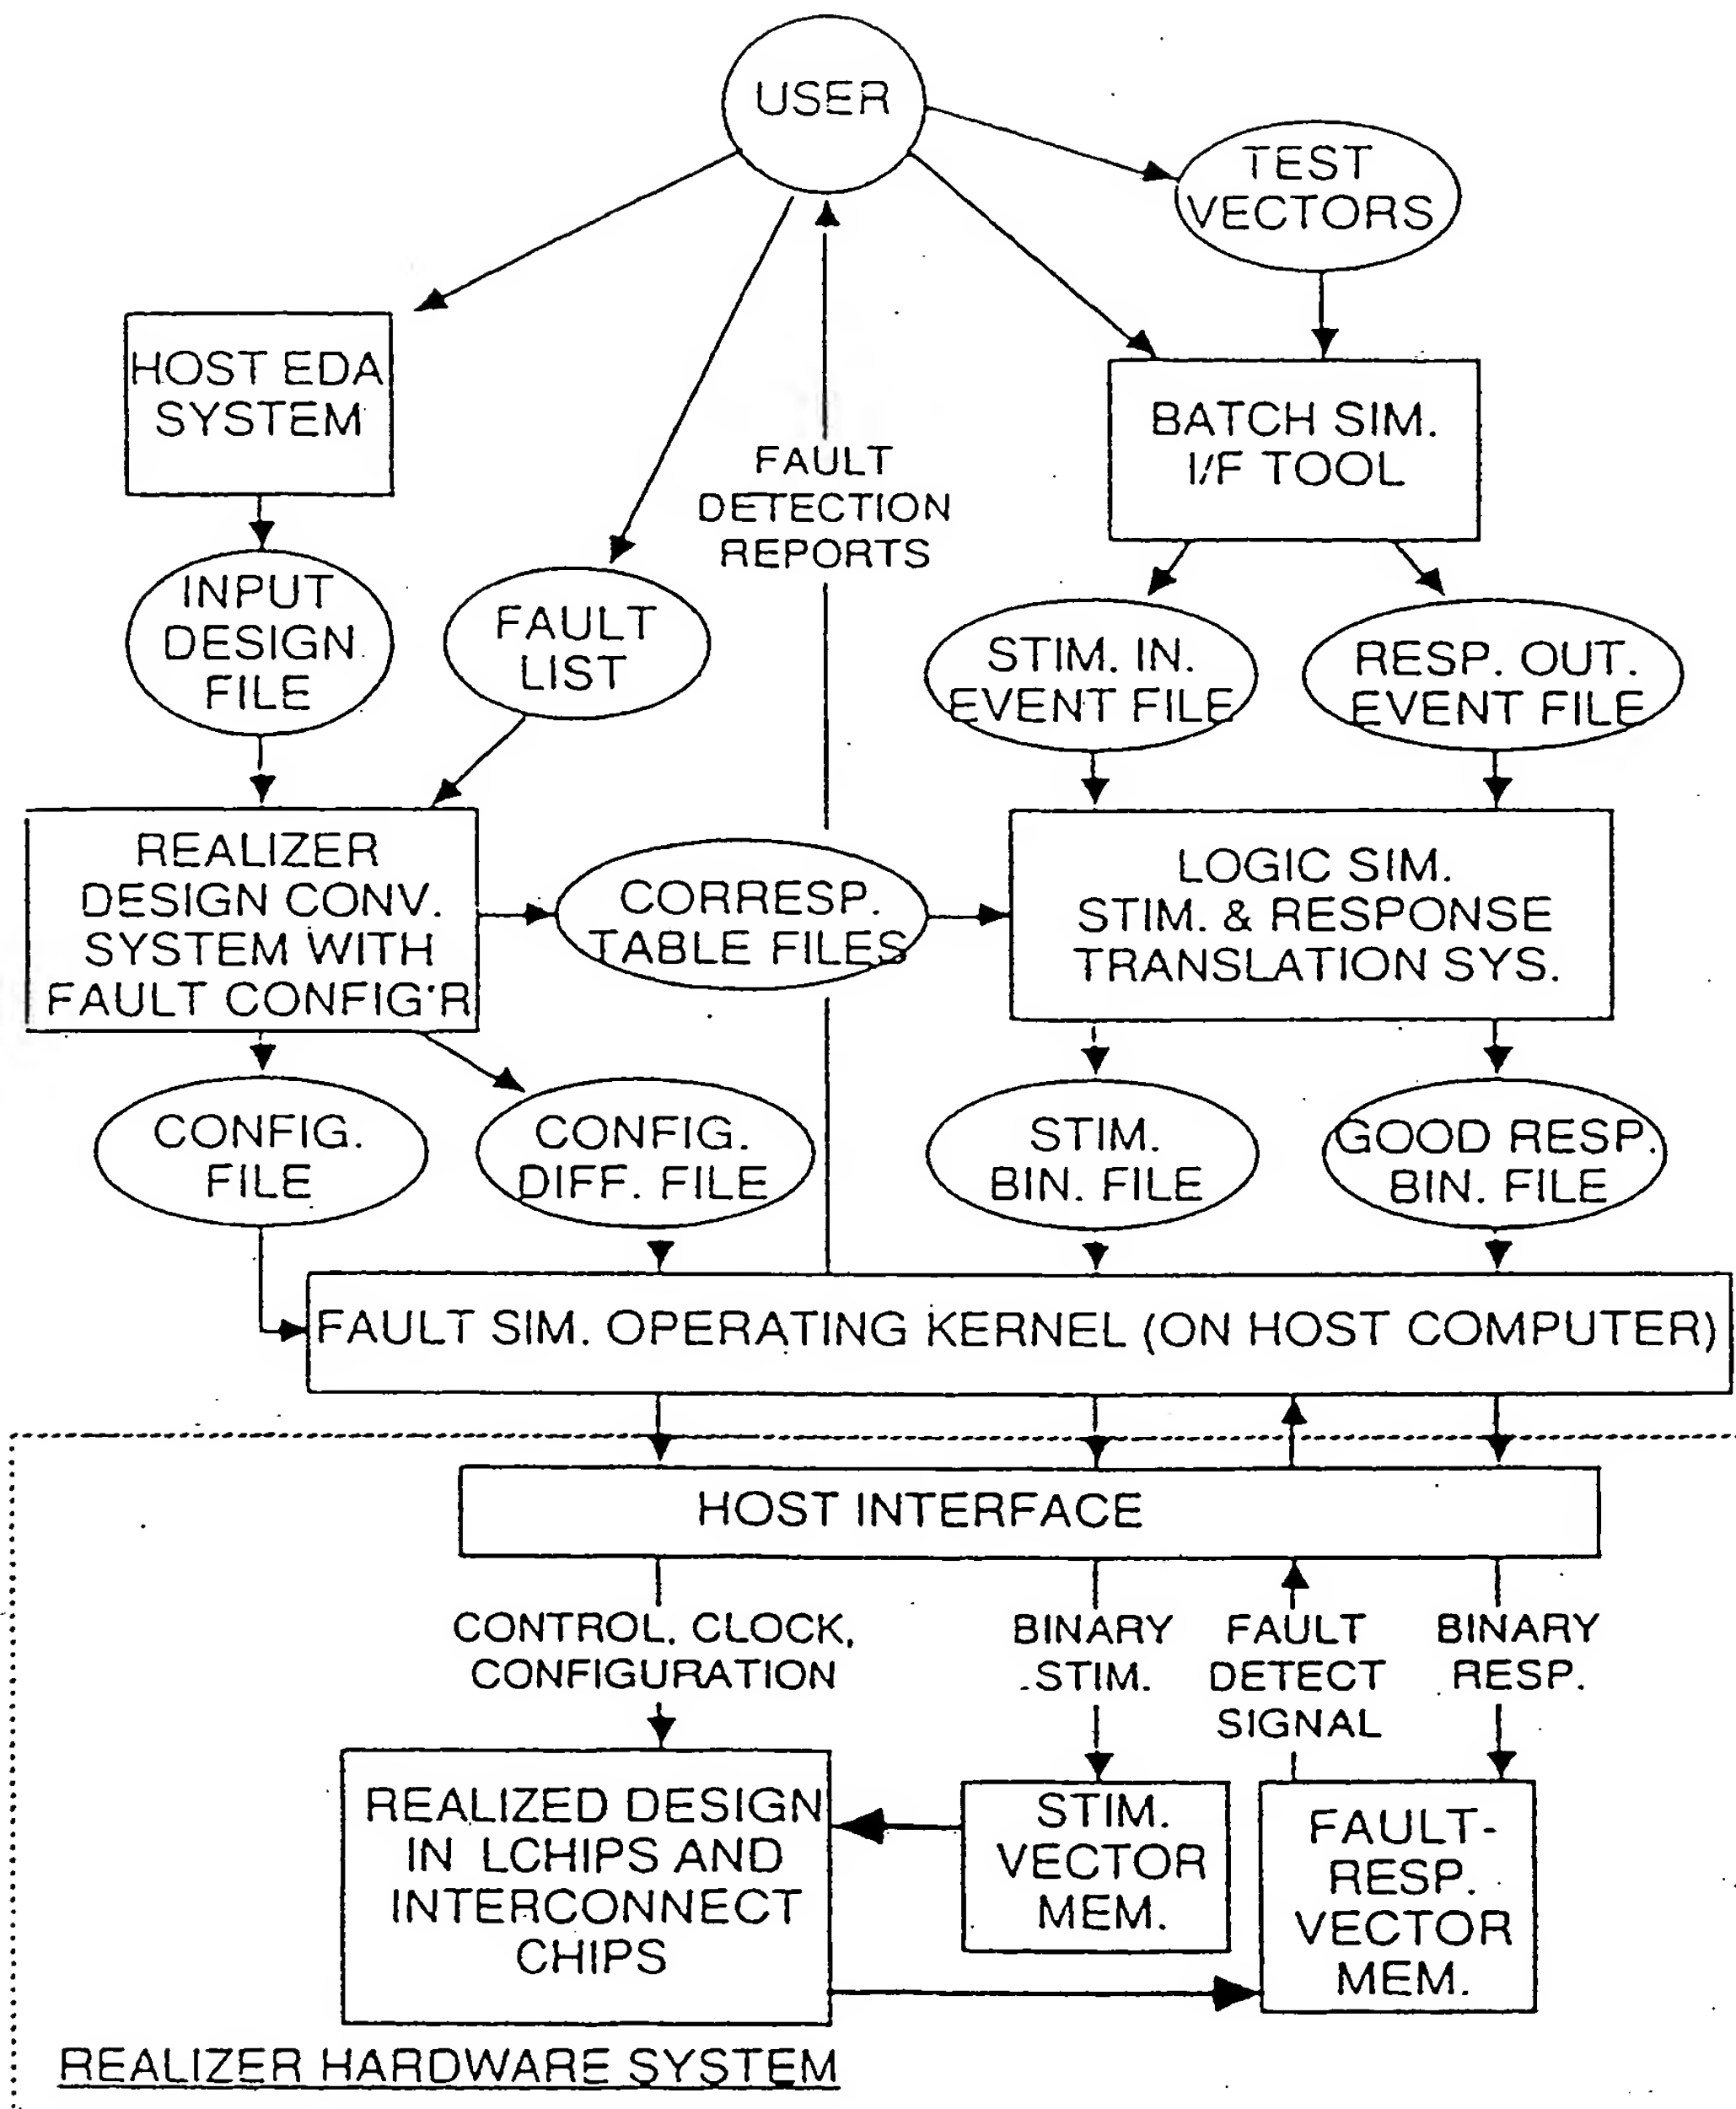 USER
TEST
VECTORS
HOST EDA
SYSTEM
BATCH SIM.
I/F TOOL
FAULT
DETECTION
REPORTS
INPUT
DESIGN
FILE
FAULT
LIST
STIM. IN.
EVENT FILE
RESP. OUT.
EVENT FILE
REALIZER
DESIGN CONV.
SYSTEM WITH
FAULT CONFIG'R
CORRESP.
TABLE FILES
LOGIC SIM.
STIM. & RESPONSE
TRANSLATION SYS.
CONFIG.
FILE
CONFIG.
DIFF. FILE
STIM.
BIN. FILE
GOOD RESP.
BIN. FILE
FAULT SIM. OPERATING KERNEL (ON HOST COMPUTER)
HOST INTERFACE
CONTROL, CLOCK,
CONFIGURATION
BINARY
STIM.
FAULT
DETECT
SIGNAL
BINARY
RESP.
REALIZED DESIGN
IN LCHIPS AND
INTERCONNECT
CHIPS
STIM.
VECTOR
MEM.
FAULT-
RESP.
VECTOR
MEM.
REALIZER HARDWARE SYSTEM